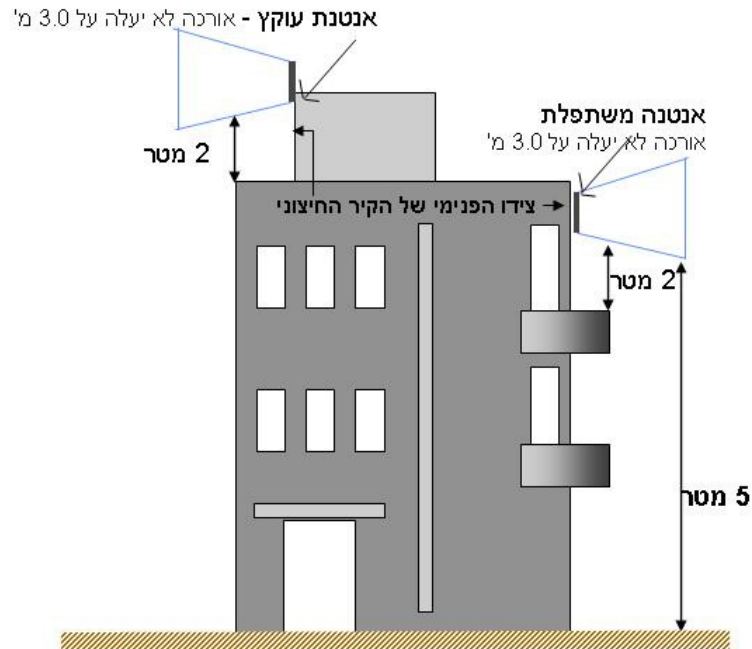 אנטנת עוקץ - אורכה לא יעלה על 3.0 מ'
אנטנה משתפלת
אורכה לא יעלה על 3.0 מ'
2 מטר
צידו הפנימי של הקיר החיצוני
2 מטר
5 מטר